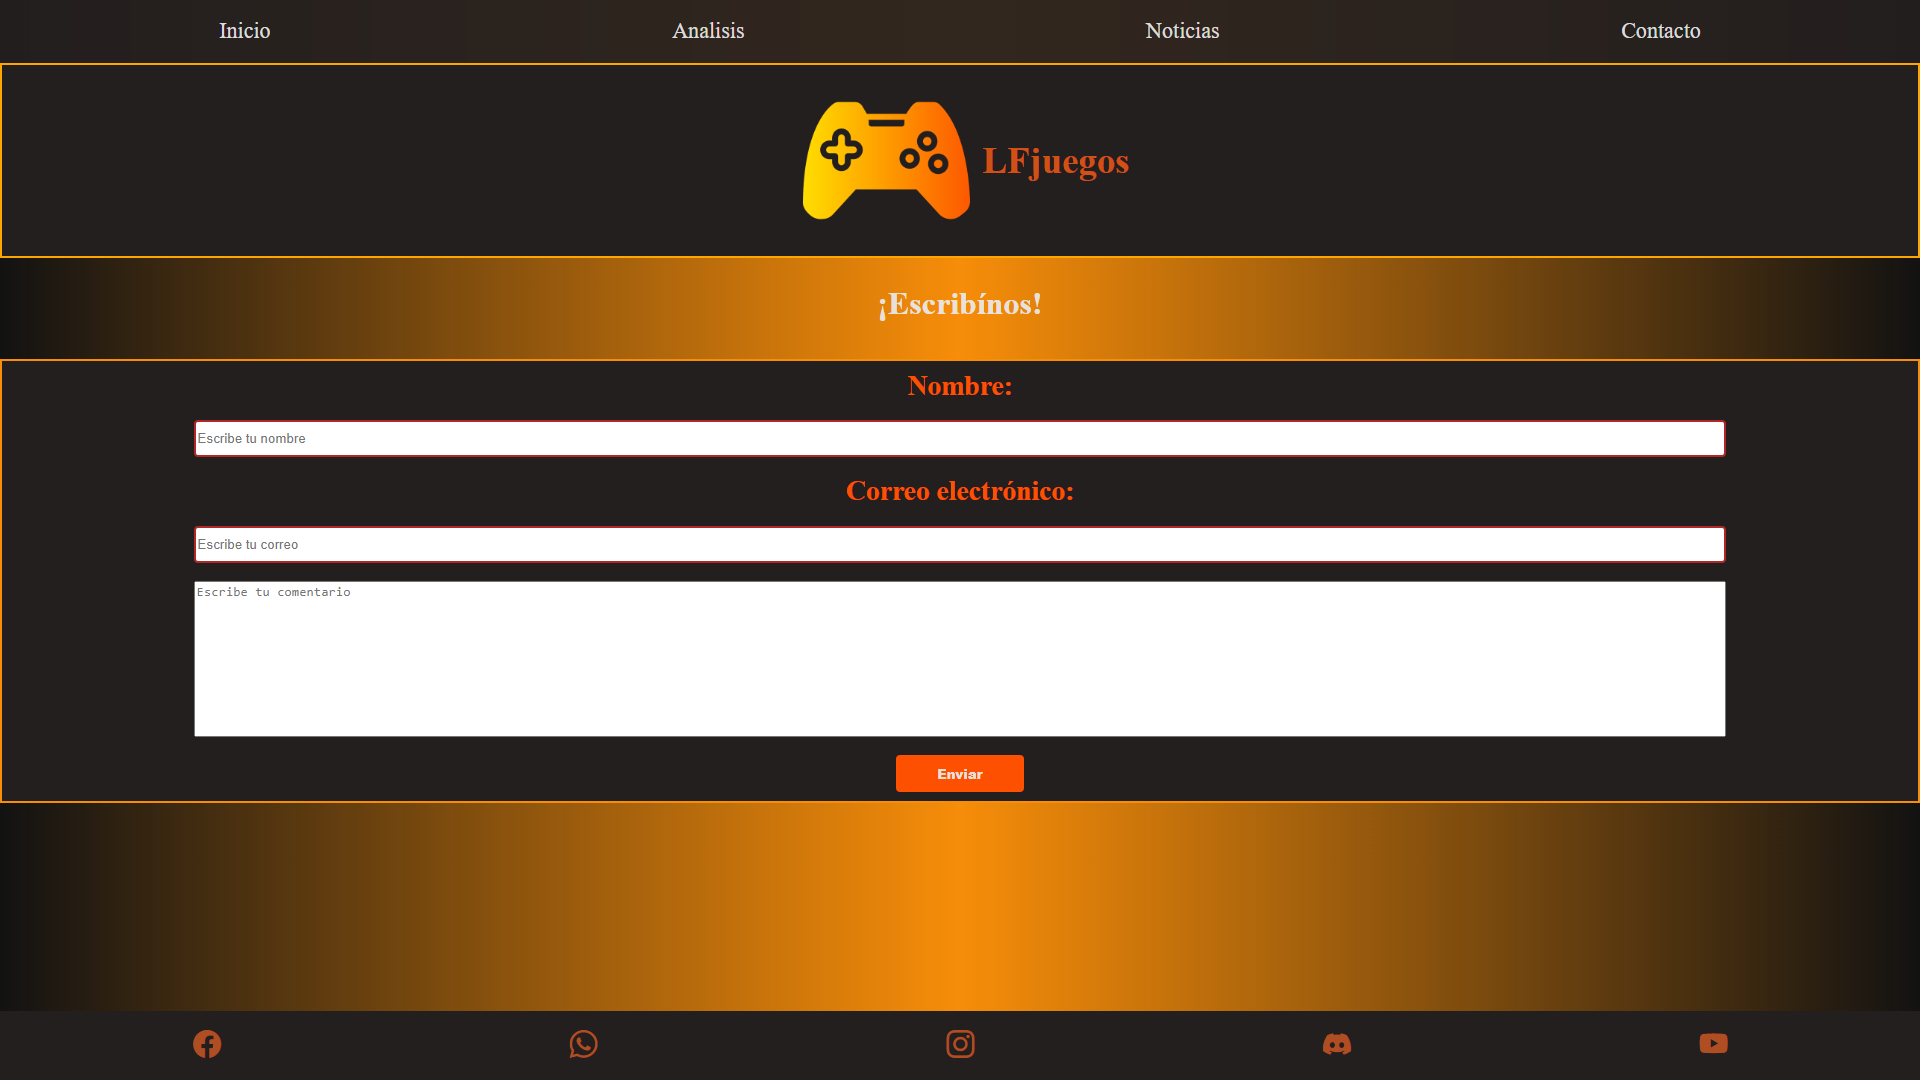 Inicio Analisis Noticias Contacto
LFjuegos
¡Escribínos!
Nombre:
Escribe tu nombre
Correo electrónico:
Escribe tu correo
Escribe tu comentario
Enviar